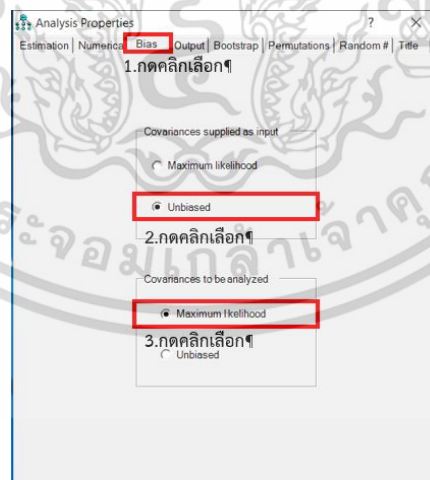 Analysis Properties ? ×
Estimation Numerica Bias Output Bootstrap Permutations Random # Title
1.กดคลิกเลือก¶
Covariances supplied as input
Maximum likelihood
Unbiased
2.กดคลิกเลือก¶
Covariances to be analyzed
Maximum likelihood
3.กดคลิกเลือก¶
Unbiased